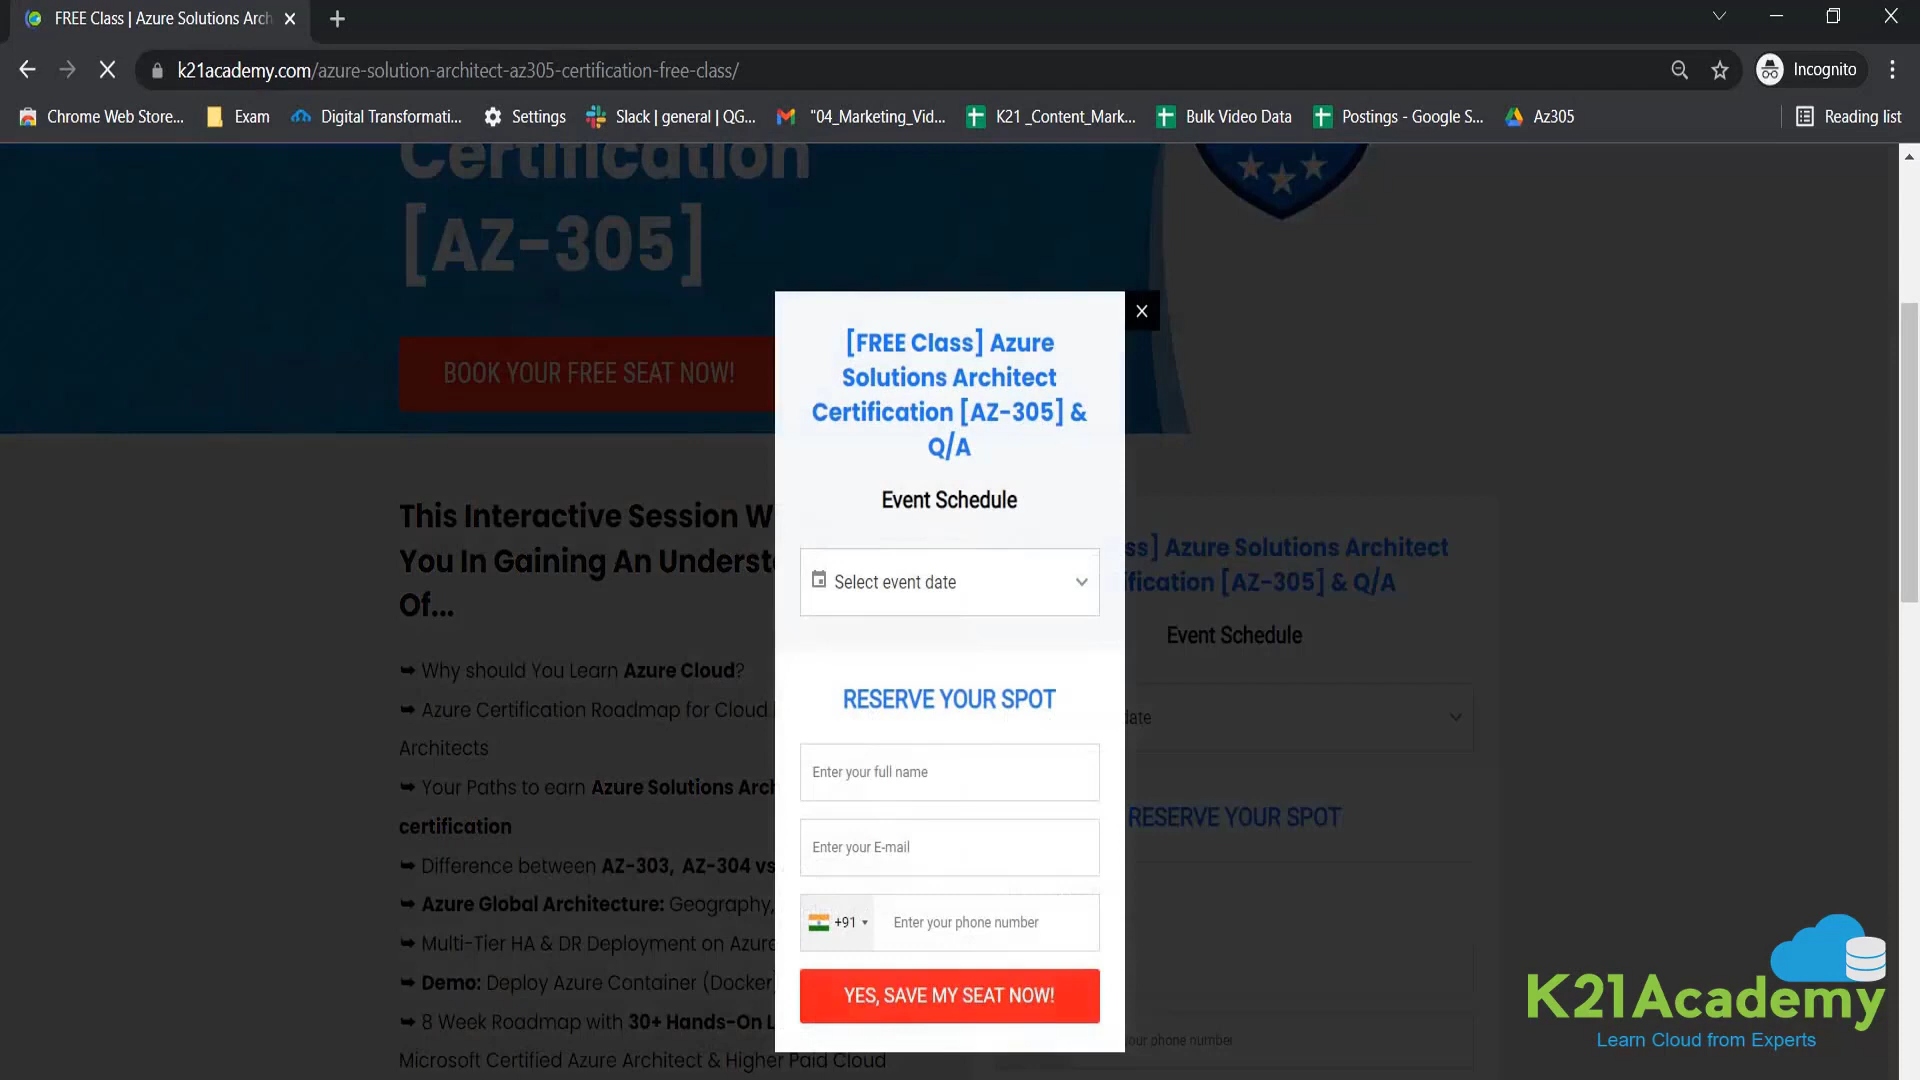 FREE Class | Azure Solutions Arch
k21academy.com/azure-solution-architect-az305-certification-free-class/
Incognito
Chrome Web Store...
Exam
Digital Transformati...
Settings
Slack | general | QG...
"04_Marketing_Vid...
K21 _Content_Mark...
Bulk Video Data
Postings - Google S...
Az305
Reading list
Certification
[AZ-305]
BOOK YOUR FREE SEAT NOW!
This Interactive Session W
You In Gaining An Underst
Of...
➥ Why should You Learn Azure Cloud?
➥ Azure Certification Roadmap for Cloud
Architects
➥ Your Paths to earn Azure Solutions Arc
certification
➥ Difference between AZ-303, AZ-304 vs
➥ Azure Global Architecture: Geography,
➥ Multi-Tier HA & DR Deployment on Azure
➥ Demo: Deploy Azure Container (Docker
➥ 8 Week Roadmap with 30+ Hands-On L
Microsoft Certified Azure Architect & Higher Paid Cloud
[FREE Class] Azure
Solutions Architect
Certification [AZ-305] &
Q/A
Event Schedule
Select event date
RESERVE YOUR SPOT
Enter your full name
Enter your E-mail
+91
Enter your phone number
YES, SAVE MY SEAT NOW!
X
ss] Azure Solutions Architect
fication [AZ-305] & Q/A
Event Schedule
date
RESERVE YOUR SPOT
our phone number
K21Academy
Learn Cloud from Experts